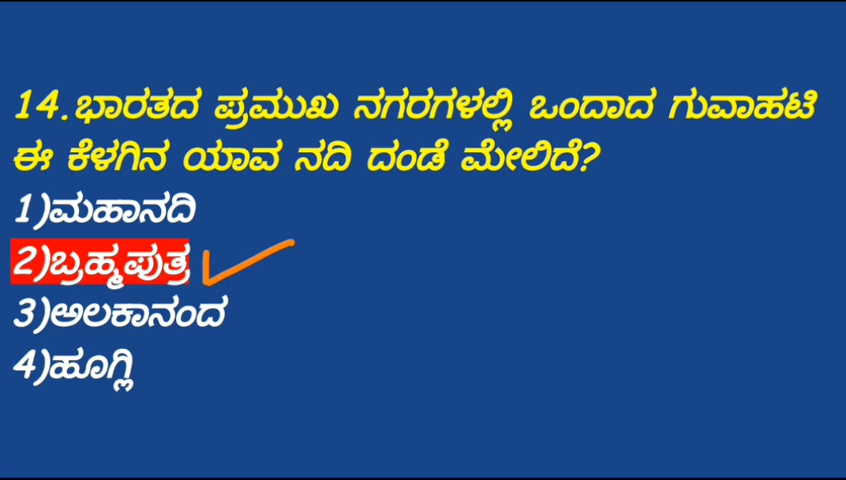 14.ಭಾರತದ ಪ್ರಮುಖ ನಗರಗಳಲ್ಲಿ ಒಂದಾದ ಗುವಾಹಟಿ
ಈ ಕೆಳಗಿನ ಯಾವ ನದಿ ದಂಡೆ ಮೇಲಿದೆ?
1)ಮಹಾನದಿ
2)ಬ್ರಹ್ಮಪುತ್ರ
3)ಅಲಕಾನಂದ
4)ಹೂಗ್ಲಿ